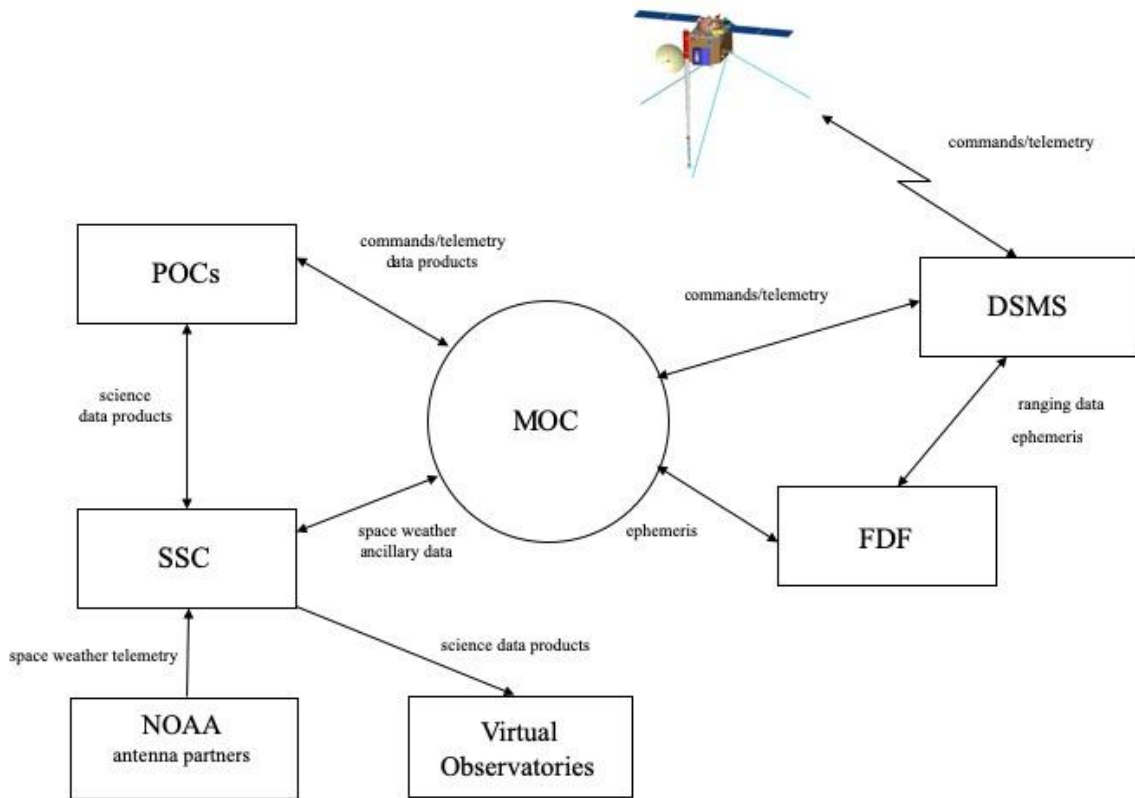 commands/telemetry
POCs
commands/telemetry
data products
commands/telemetry
DSMS
science
data products
MOC
ranging data
ephemeris
SSC
space weather
ancillary data
ephemeris
FDF
space weather telemetry
science data products
NOAA
antenna partners
Virtual
Observatories